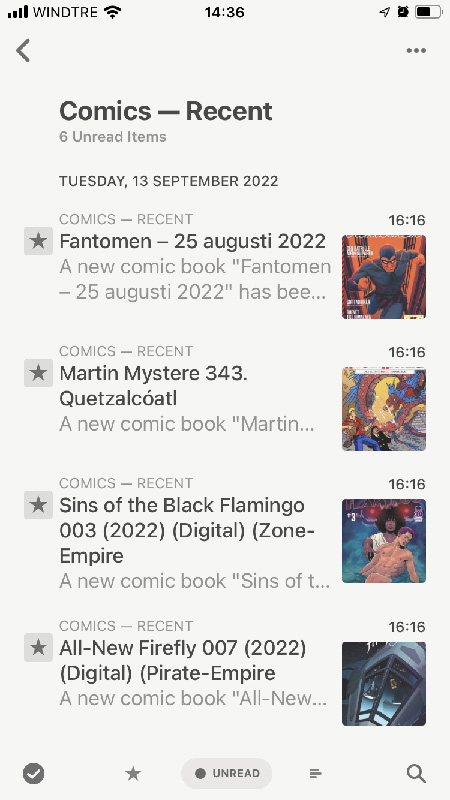 WINDTRE
14:36
Comics — Recent
6 Unread Items
TUESDAY, 13 SEPTEMBER 2022
COMICS — RECENT
16:16
Fantomen – 25 augusti 2022
A new comic book "Fantomen
– 25 augusti 2022" has bee...
COMICS — RECENT
16:16
Martin Mystere 343.
Quetzalcóatl
A new comic book "Martin...
COMICS — RECENT
16:16
Sins of the Black Flamingo
003 (2022) (Digital) (Zone-
Empire
A new comic book "Sins of t...
COMICS — RECENT
16:16
All-New Firefly 007 (2022)
(Digital) (Pirate-Empire
A new comic book "All-New...
UNREAD